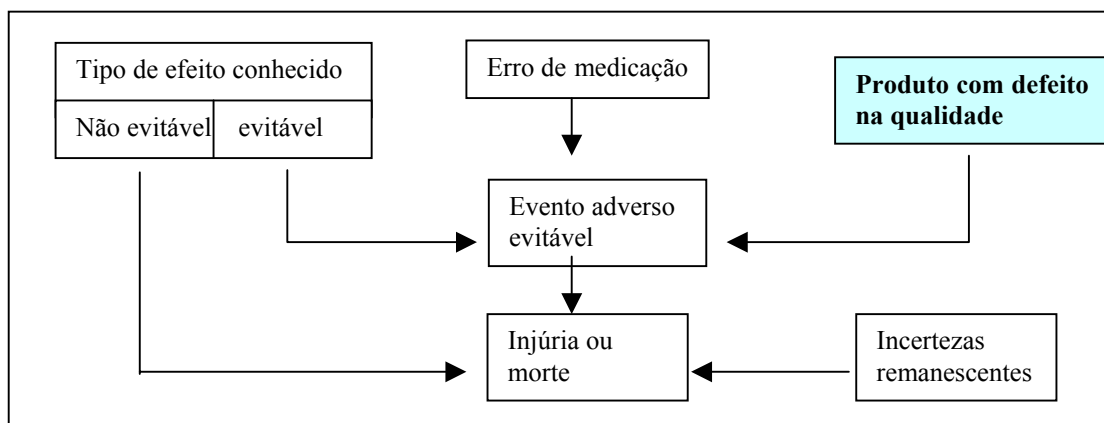 Tipo de efeito conhecido
Não evitável
evitável
Erro de medicação
Produto com defeito
na qualidade
Evento adverso
evitável
Injúria ou
morte
Incertezas
remanescentes